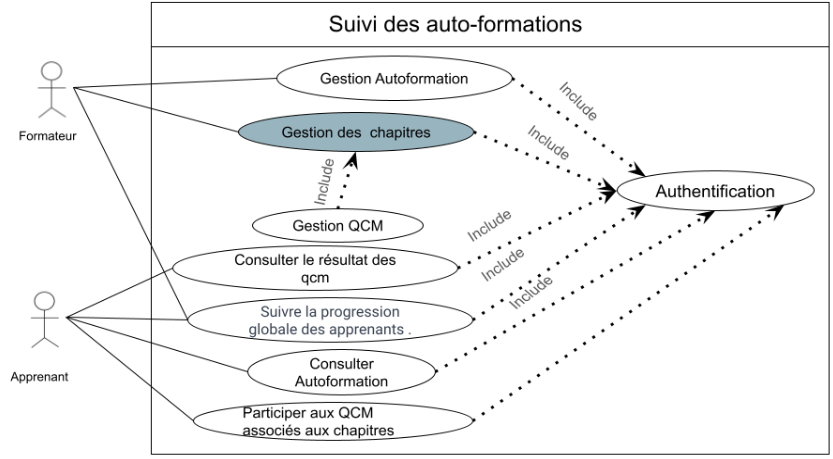 Suivi des auto-formations
Gestion Autoformation
Include
Formateur
Gestion des  chapitres
Include
Include
Authentification
Gestion QCM
Include
Consulter le résultat des
qcm
Include
Include
Suivre la progression
globale des apprenants .
Apprenant
Consulter
Autoformation
Participer aux QCM
associés aux chapitres